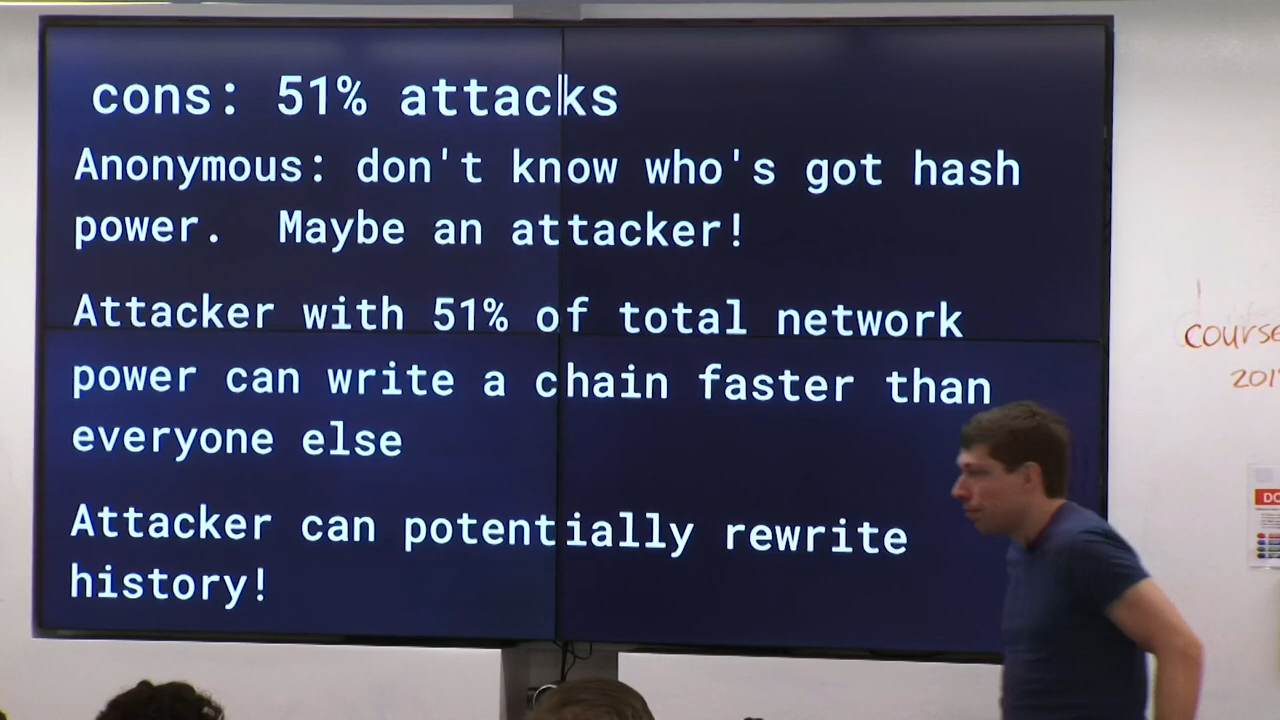 cons: 51% attacks
Anonymous: don't know who's got hash
power.  Maybe an attacker!
Attacker with 51% of total network
power can write a chain faster than
everyone else
Attacker can potentially rewrite
history!
course
201
DO